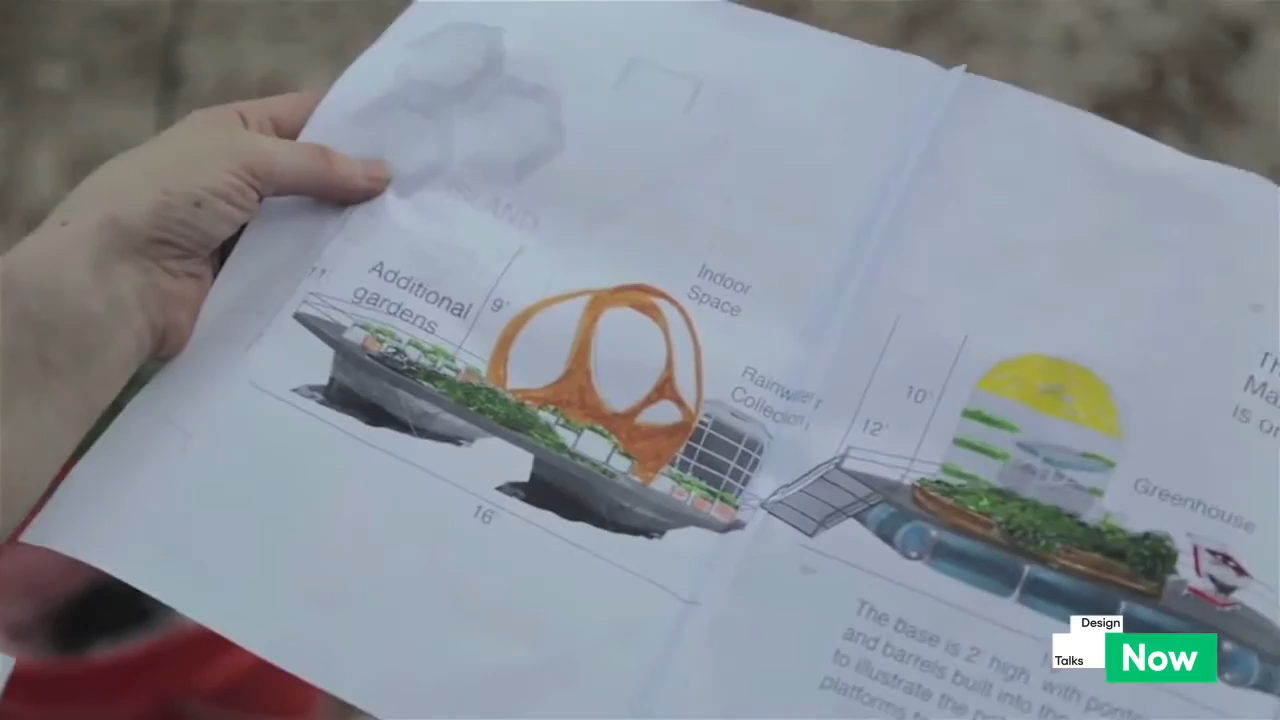 11'
Additional
gardens
9'
Indoor
Space
Rainwater
Collection
10'
12'
Greenhouse
16
The base is 2' high, with
and barrels built into the
to illustrate the
platforms
is
Design
Talks
Now